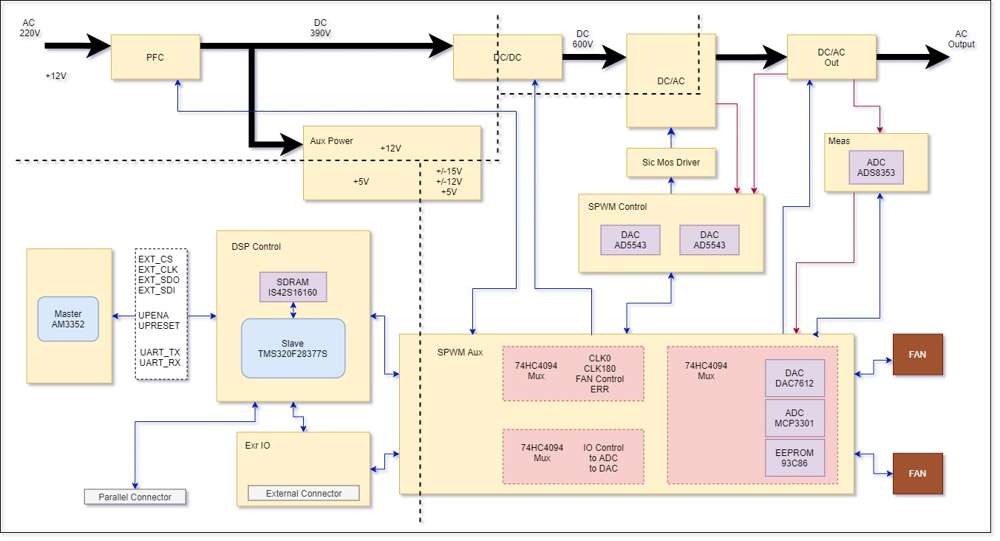 AC
220V
DC
390V
DC
600V
AC
Output
PFC
DC/DC
DC/AC
DC/AC
Out
+12V
Aux Power
+12V
+5V
+/-15V
+/-12V
+5V
Sic Mos Driver
Meas
ADC
ADS8353
SPWM Control
DAC
AD5543
DAC
AD5543
Master
AM3352
EXT_CS
EXT_CLK
EXT_SDO
EXT_SDI
UPENA
UPRESET
UART_TX
UART_RX
DSP Control
SDRAM
IS42S16160
Slave
TMS320F28377S
SPWM Aux
74HC4094
Mux
CLK0
CLK180
FAN Control
ERR
74HC4094
Mux
IO Control
to ADC
to DAC
74HC4094
Mux
DAC
DAC7612
ADC
MCP3301
EEPROM
93C86
FAN
FAN
Exr IO
External Connector
Parallel Connector